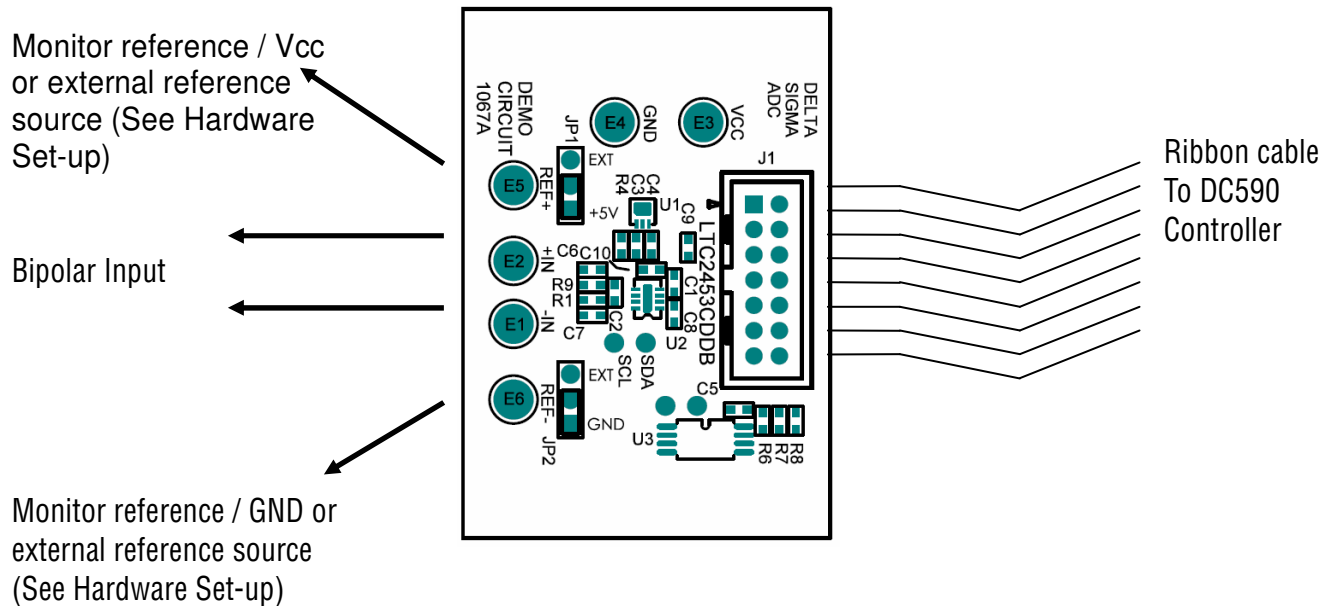 Monitor reference / Vcc
or external reference
source (See Hardware
Set-up)
Bipolar Input
Monitor reference / GND or
external reference source
(See Hardware Set-up)
DEMO
CIRCUIT
1067A
E4
GND
E3
VCC
DELTA
SIGMA
ADC
JP1
EXT
+5V
E5
REF+
J1
R4
C3
C4
U1
C9
LTC2453CDDB
E2
+IN
C6
C10
R9
R1
C7
C2
C1
C8
U2
E1
-IN
SCL
SDA
E6
REF-
EXT
GND
JP2
C5
U3
R6
R7
R8
Ribbon cable
To DC590
Controller